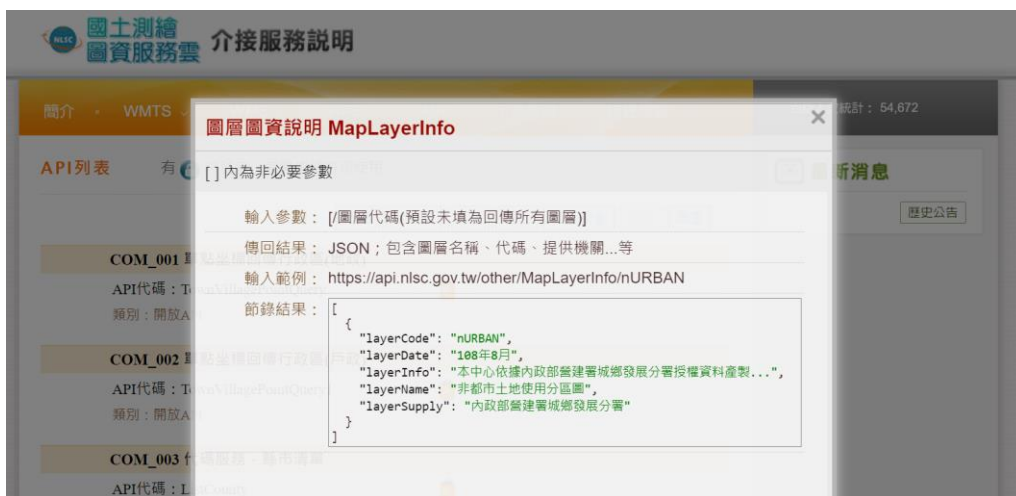 NLSC
國土測繪
圖資服務雲
介接服務說明
簡介
WMTS
統計： 54,672
圖層圖資說明 MapLayerInfo
×
API列表
有
新消息
[ ] 內為非必要參數
歷史公告
輸入參數： [/圖層代碼(預設未填為回傳所有圖層)]
傳回結果： JSON；包含圖層名稱、代碼、提供機關...等
COM_001
輸入範例： https://api.nlsc.gov.tw/other/MapLayerInfo/nURBAN
API代碼：
節錄結果：
[
{
"layerCode": "nURBAN",
"layerDate": "108年8月",
"layerInfo": "本中心依據內政部營建署城鄉發展分署授權資料產製...",
"layerName": "非都市土地使用分區圖",
"layerSupply": "內政部營建署城鄉發展分署"
}
]
類別：開放A
COM_002
API代碼：
類別：開放A
COM_003
API代碼：L